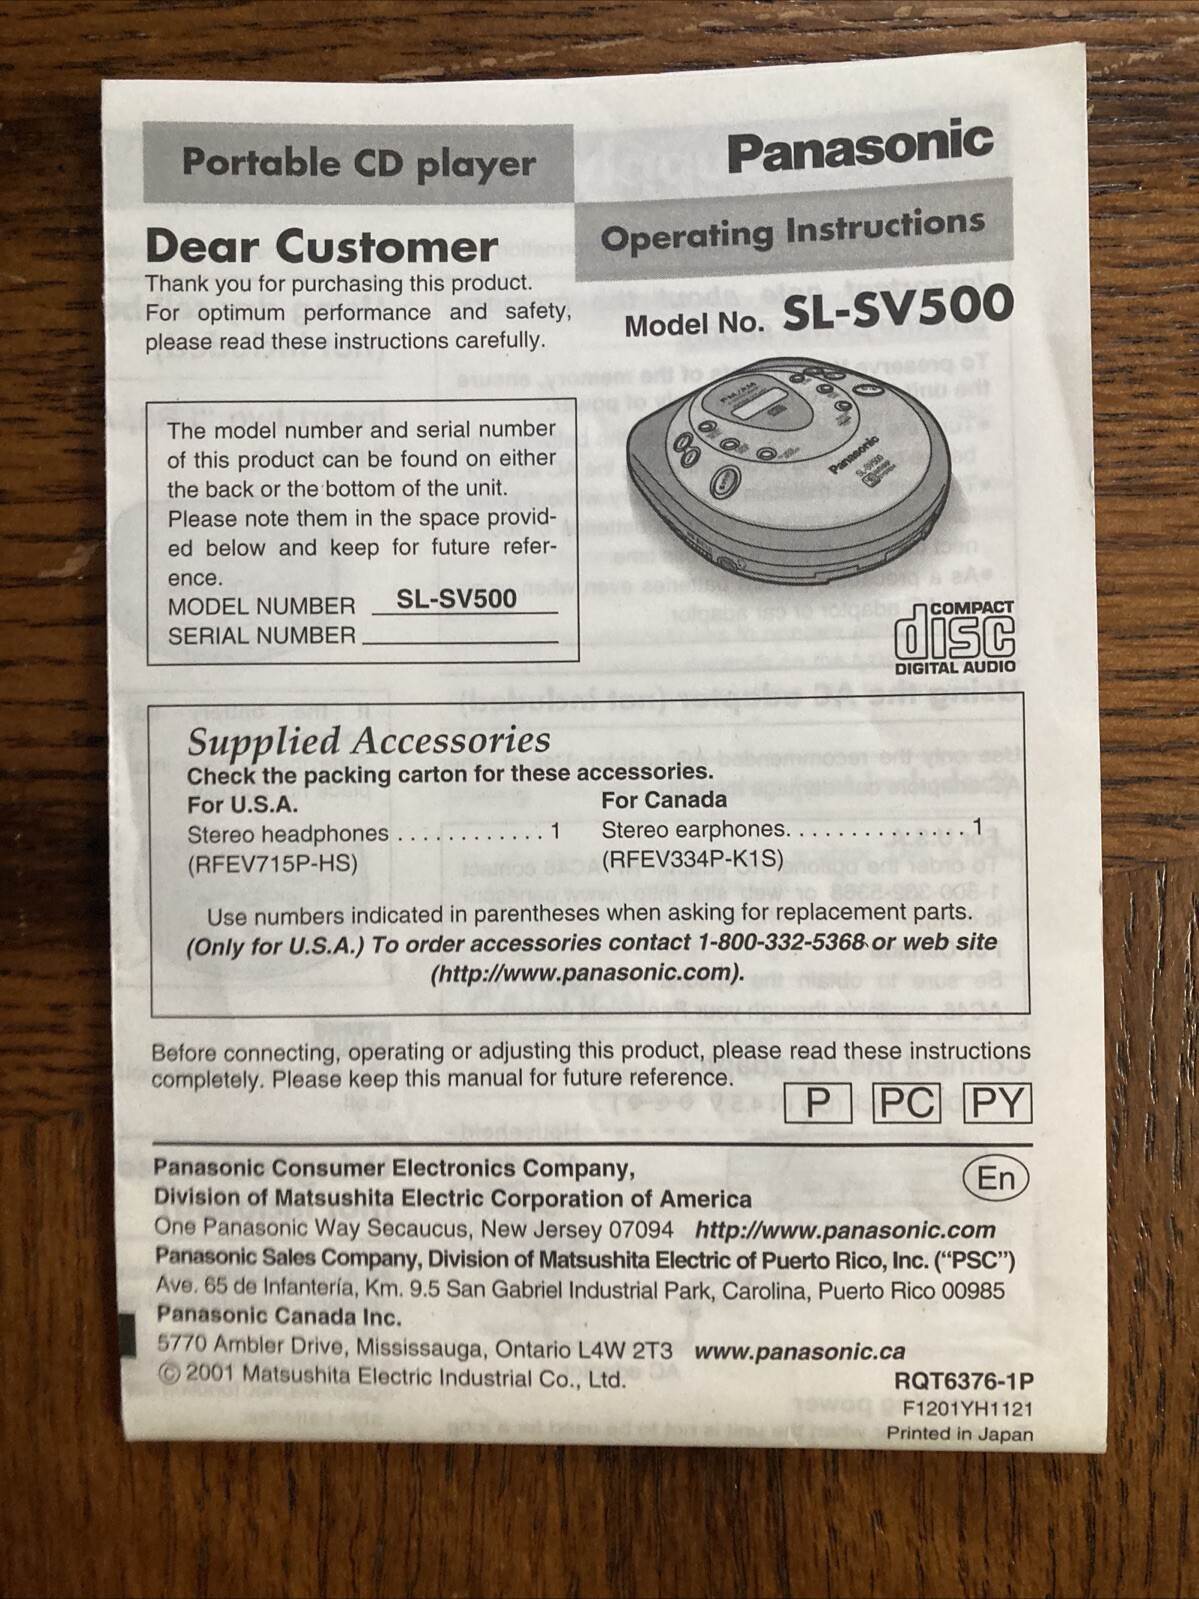 Portable CD player
Panasonic
Operating Instructions
Model No. SL-SV500
Dear Customer
Thank you for purchasing this product.
For optimum performance and safety,
please read these instructions carefully.
The model number and serial number
of this product can be found on either
the back or the bottom of the unit.
Please note them in the space provid-
ed below and keep for future refer-
ence.
MODEL NUMBER SL-SV500
SERIAL NUMBER
FM/AM
Panasonic
SL-SV500
COMPACT
disc
DIGITAL AUDIO
Supplied Accessories
Check the packing carton for these accessories.
For U.S.A.
Stereo headphones . . . . . . . . . . . . 1
(RFEV715P-HS)
For Canada
Stereo earphones. . . . . . . . . . . . . . 1
(RFEV334P-K1S)
Use numbers indicated in parentheses when asking for replacement parts.
(Only for U.S.A.) To order accessories contact 1-800-332-5368 or web site
(http://www.panasonic.com).
Before connecting, operating or adjusting this product, please read these instructions
completely. Please keep this manual for future reference.
P PC PY
En
Panasonic Consumer Electronics Company,
Division of Matsushita Electric Corporation of America
One Panasonic Way Secaucus, New Jersey 07094 http://www.panasonic.com
Panasonic Sales Company, Division of Matsushita Electric of Puerto Rico, Inc. (“PSC”)
Ave. 65 de Infantería, Km. 9.5 San Gabriel Industrial Park, Carolina, Puerto Rico 00985
Panasonic Canada Inc.
5770 Ambler Drive, Mississauga, Ontario L4W 2T3 www.panasonic.ca
© 2001 Matsushita Electric Industrial Co., Ltd.
RQT6376-1P
F1201YH1121
Printed in Japan